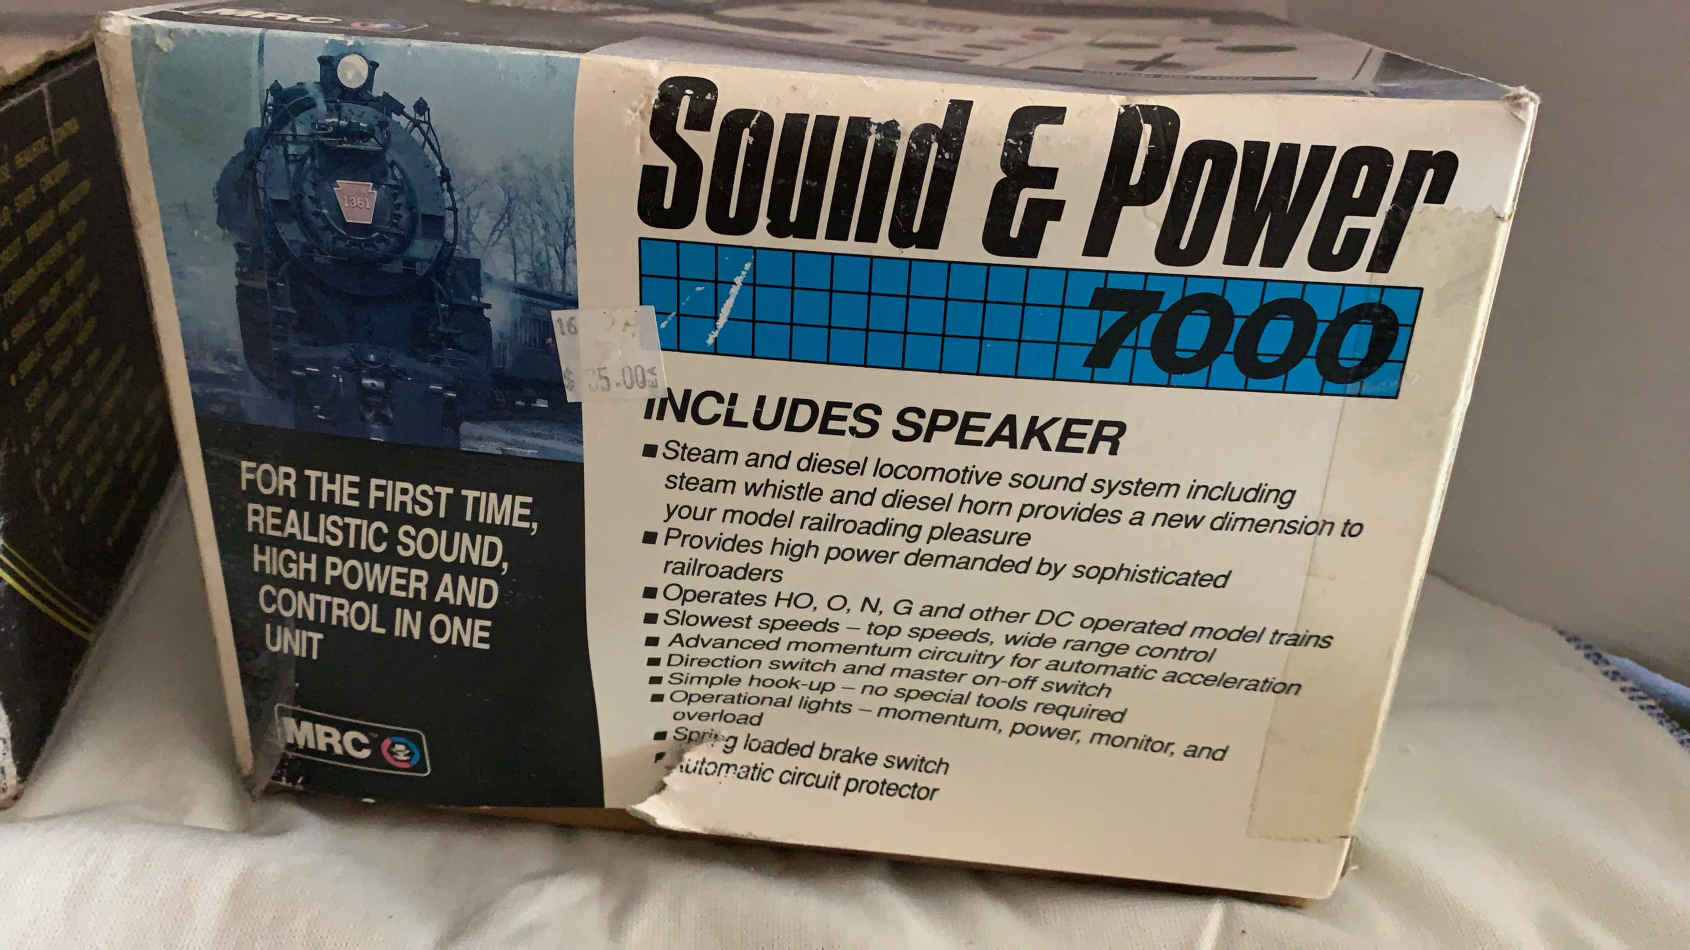 MRC
1361
Sound & Power
7000
INCLUDES SPEAKER
Steam and diesel locomotive sound system including
steam whistle and diesel horn provides a new dimension to
your model railroading pleasure
Provides high power demanded by sophisticated
railroaders
Operates HO, O, N, G and other DC operated model trains
Slowest speeds – top speeds, wide range control
Advanced momentum circuitry for automatic acceleration
Direction switch and master on-off switch
Simple hook-up – no special tools required
Operational lights – momentum, power, monitor, and
overload
Spring loaded brake switch
Automatic circuit protector
FOR THE FIRST TIME,
REALISTIC SOUND,
HIGH POWER AND
CONTROL IN ONE
UNIT
MRC